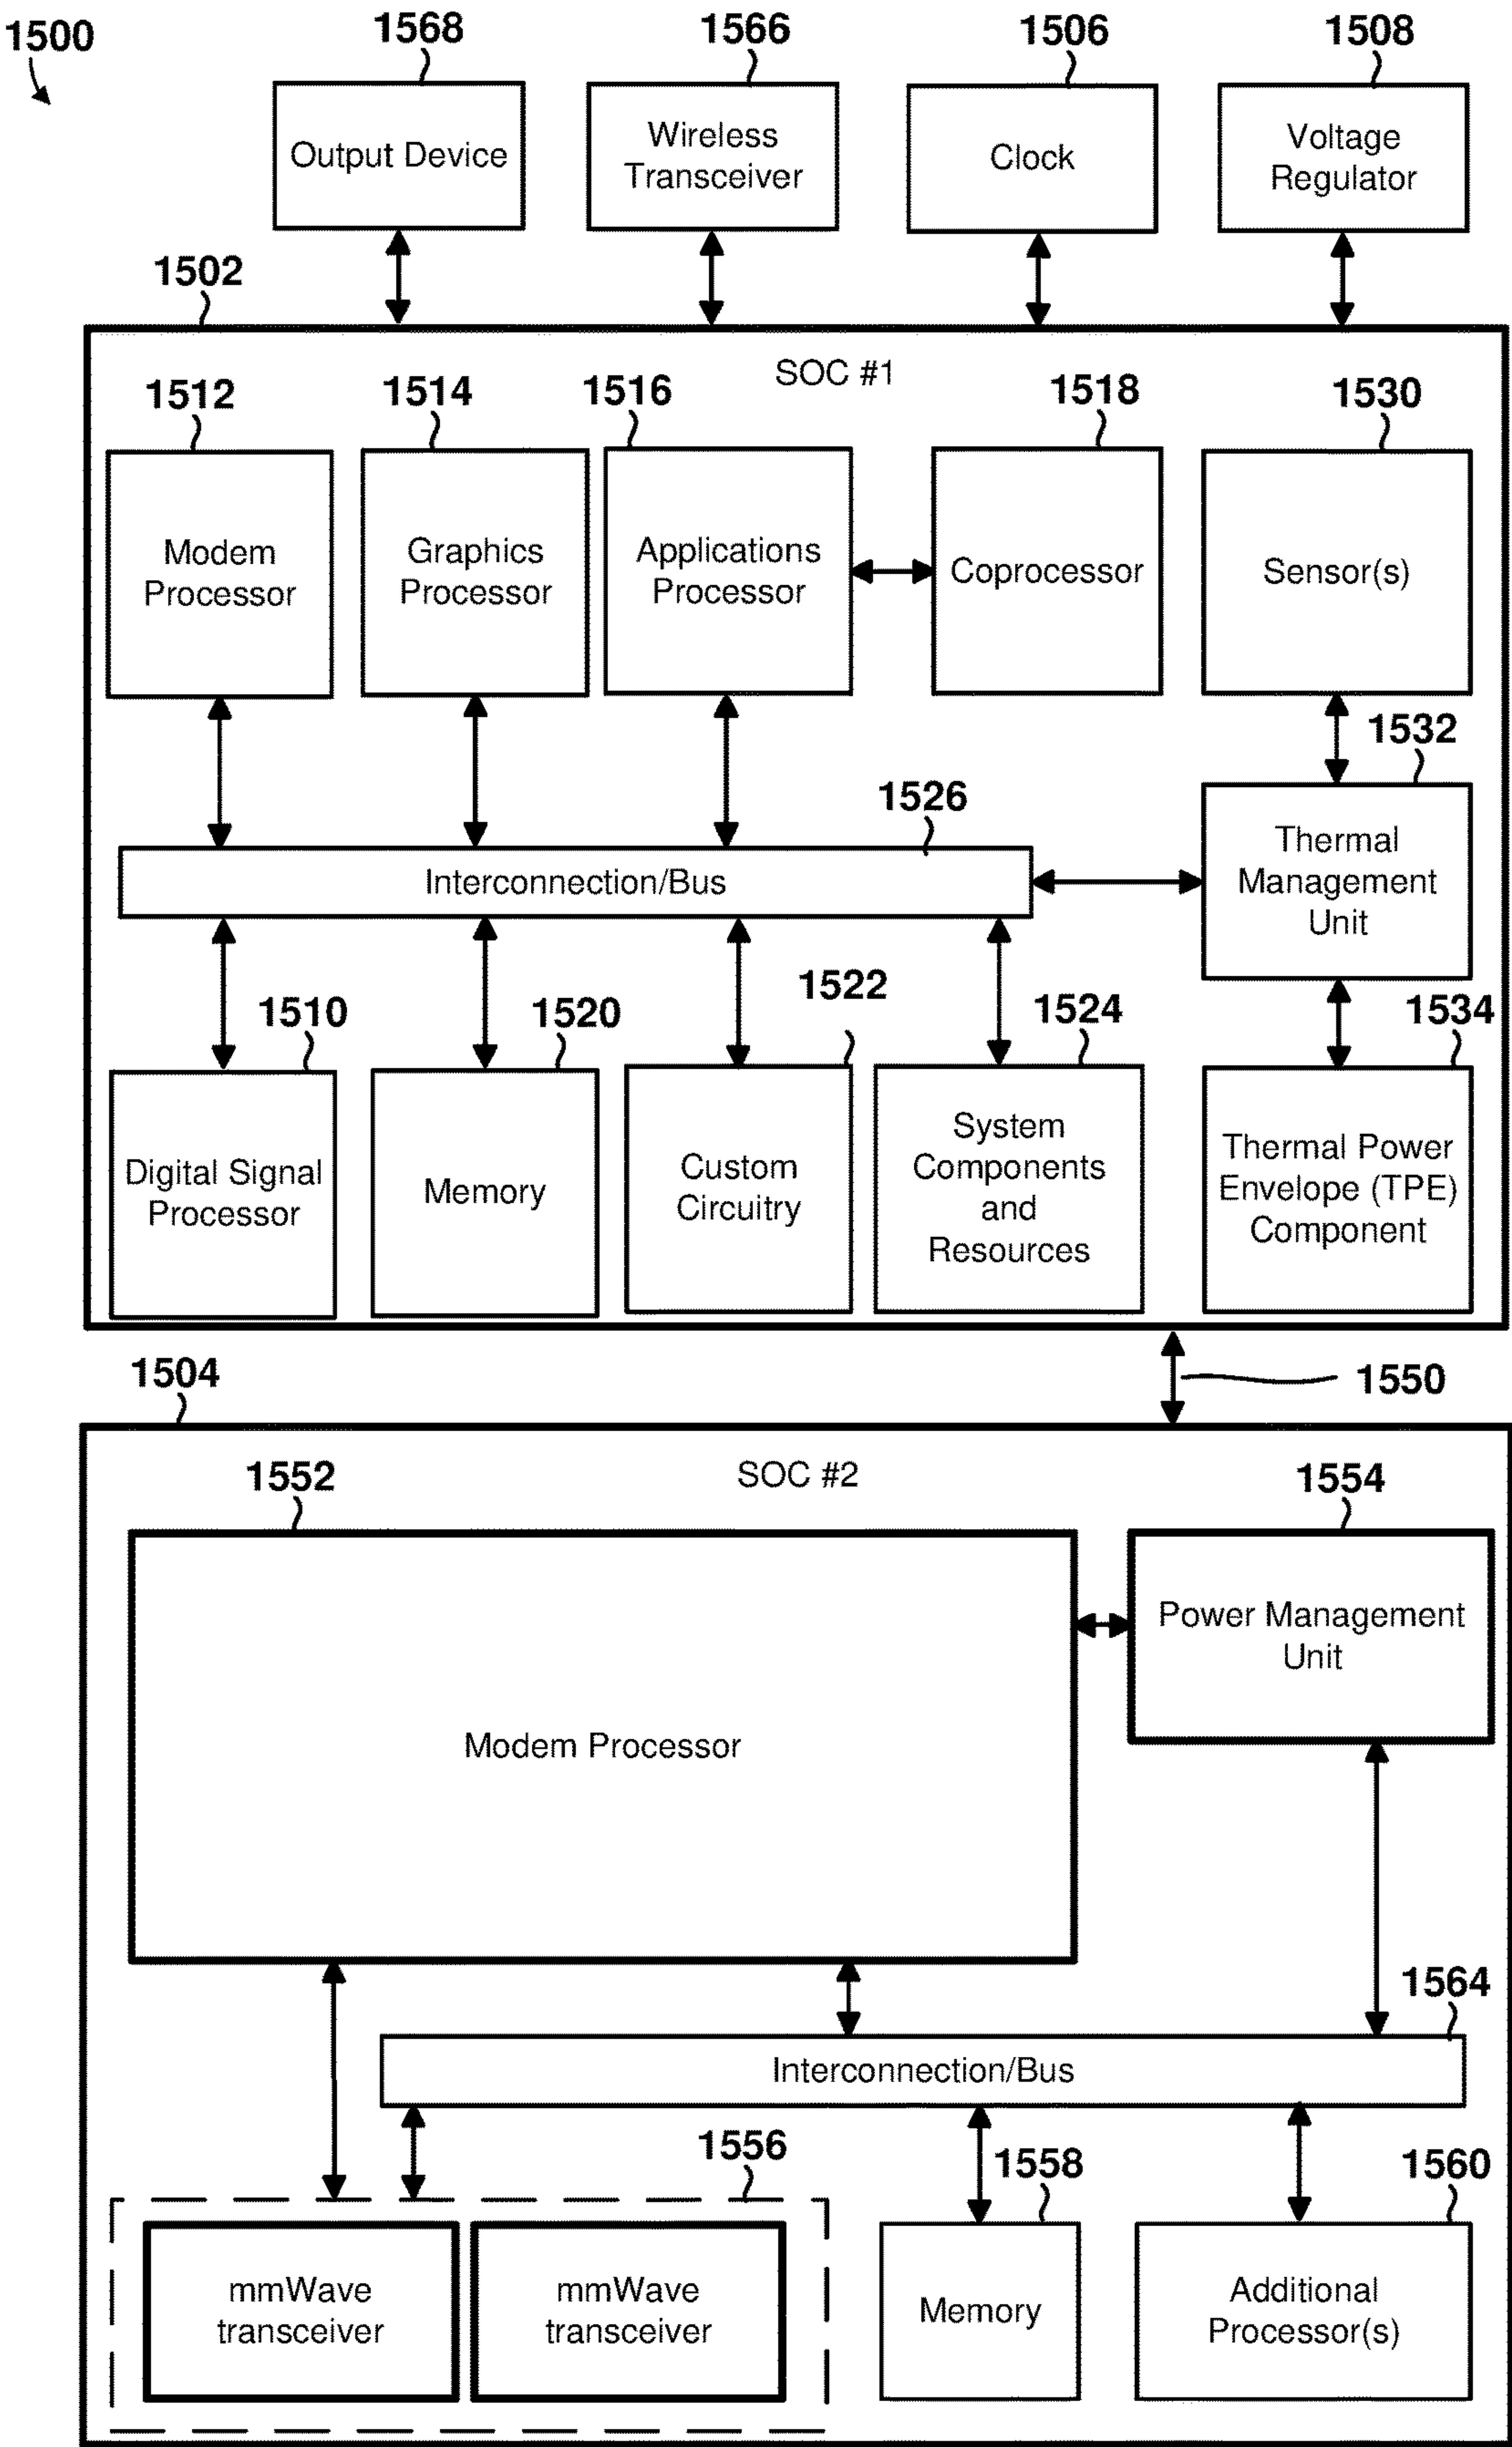 1500
1568
1566
1506
1508
Output Device
Wireless
Transceiver
Clock
Voltage
Regulator
1502
SOC #1
1512
1514
1516
1518
1530
Modem
Processor
Graphics
Processor
Applications
Processor
Coprocessor
Sensor(s)
1532
1526
Interconnection/Bus
Thermal
Management
Unit
1510
1520
1522
1524
1534
Digital Signal
Processor
Memory
Custom
Circuitry
System
Components
and
Resources
Thermal Power
Envelope (TPE)
Component
1504
1550
SOC #2
1552
1554
Modem Processor
Power Management
Unit
1564
Interconnection/Bus
1556
1558
1560
mmWave
transceiver
mmWave
transceiver
Memory
Additional
Processor(s)